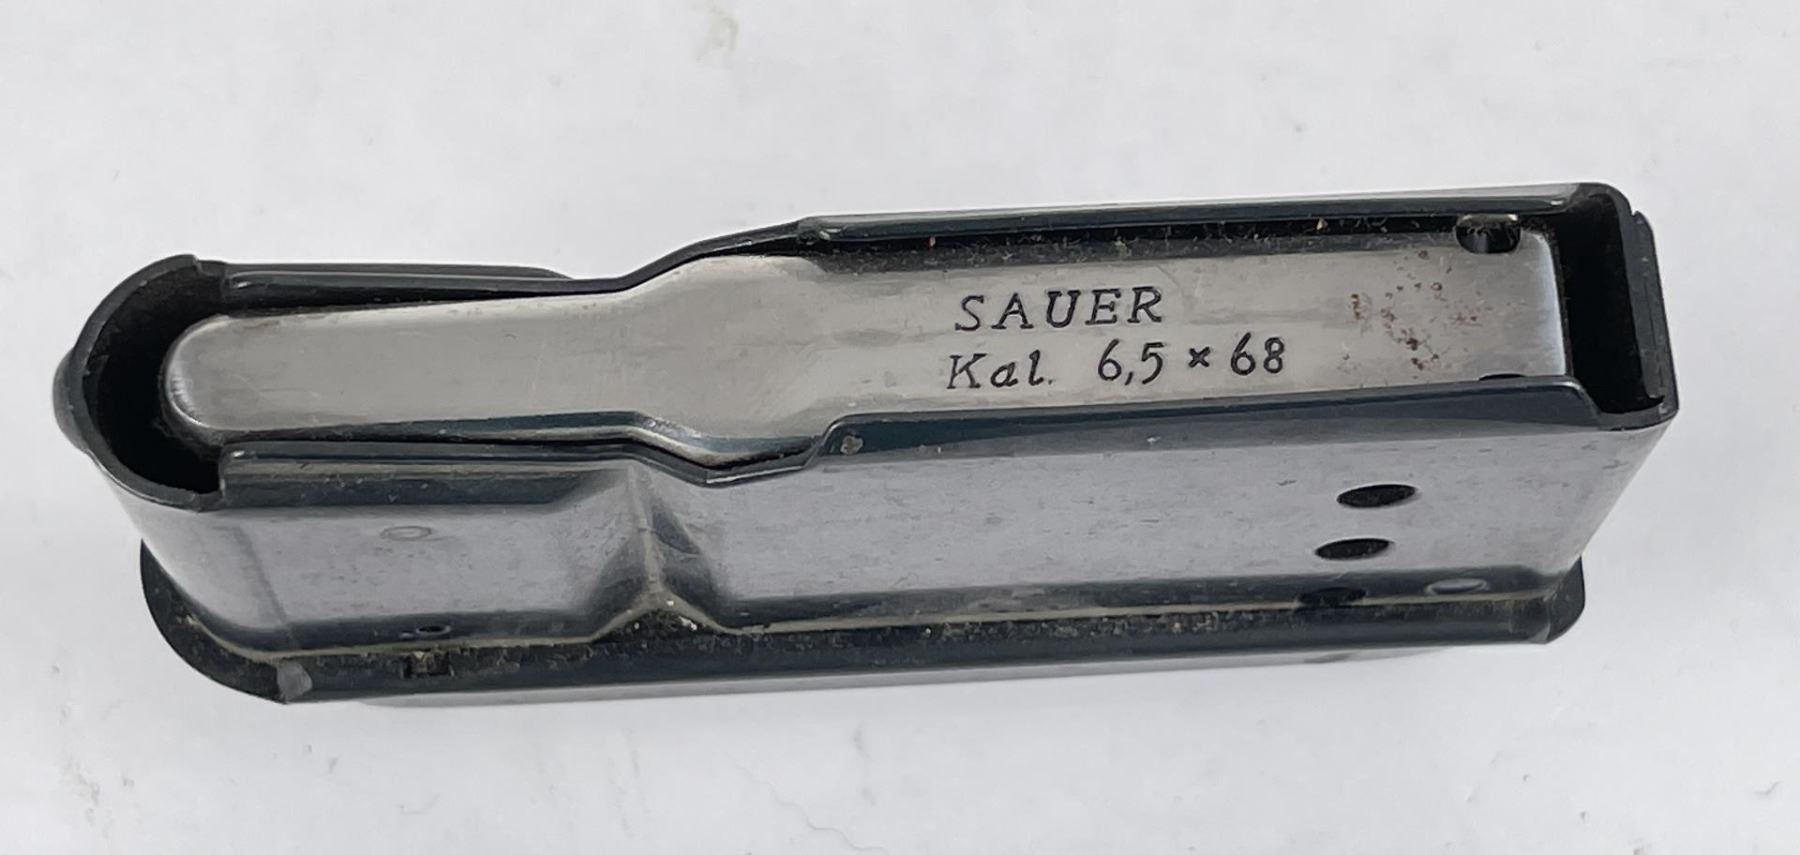 SAUER
Kal. 6,5 × 68